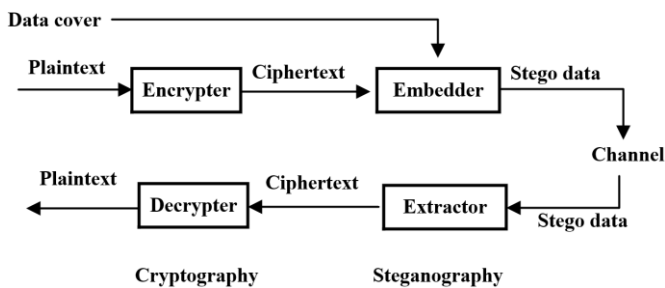 Data cover
Plaintext
Encrypter
Ciphertext
Embedder
Stego data
Channel
Plaintext
Decrypter
Ciphertext
Extractor
Stego data
Cryptography
Steganography